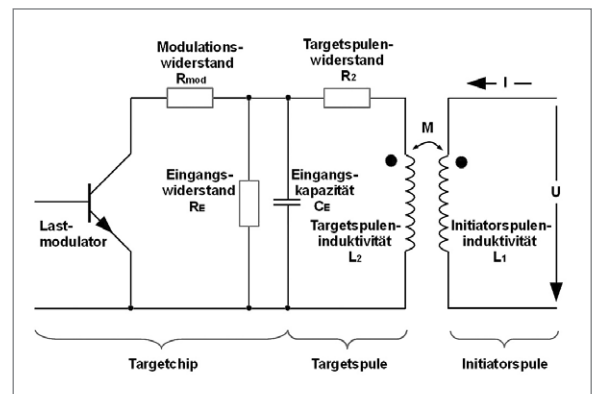 Modulations-
widerstand
Rmod
Targetspulen-
widerstand
R2
I
M
Eingangs-
widerstand
RE
Eingangs-
kapazität
CE
U
Last-
modulator
Targetspulen-
induktivität
L2
Initiatorspulen-
induktivität
L1
Targetchip
Targetspule
Initiatorspule